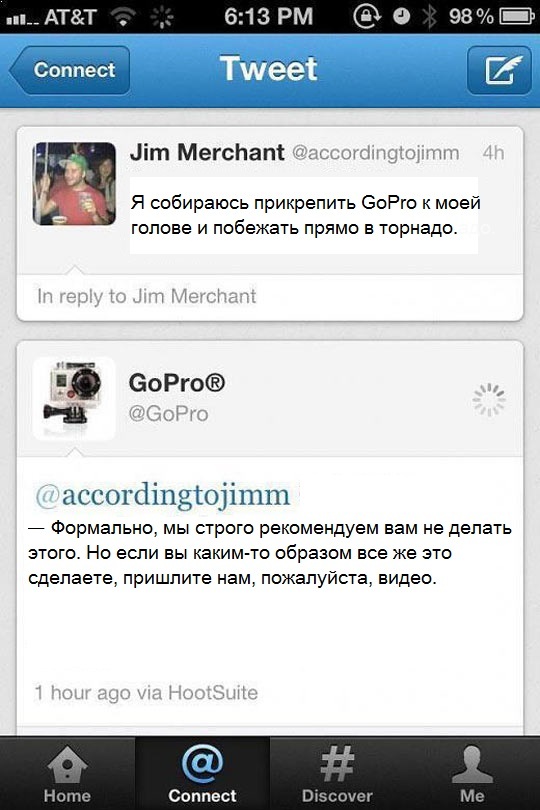 AT&T 6:13 PM 98 %
Connect Tweet
Jim Merchant @accordingtojimm 4h
Я собираюсь прикрепить GoPro к моей
голове и побежать прямо в торнадо.
In reply to Jim Merchant
GoPro®
@GoPro
@accordingtojimm
— Формально, мы строго рекомендуем вам не делать
этого. Но если вы каким-то образом все же это
сделаете, пришлите нам, пожалуйста, видео.
1 hour ago via HootSuite
Home Connect Discover Me